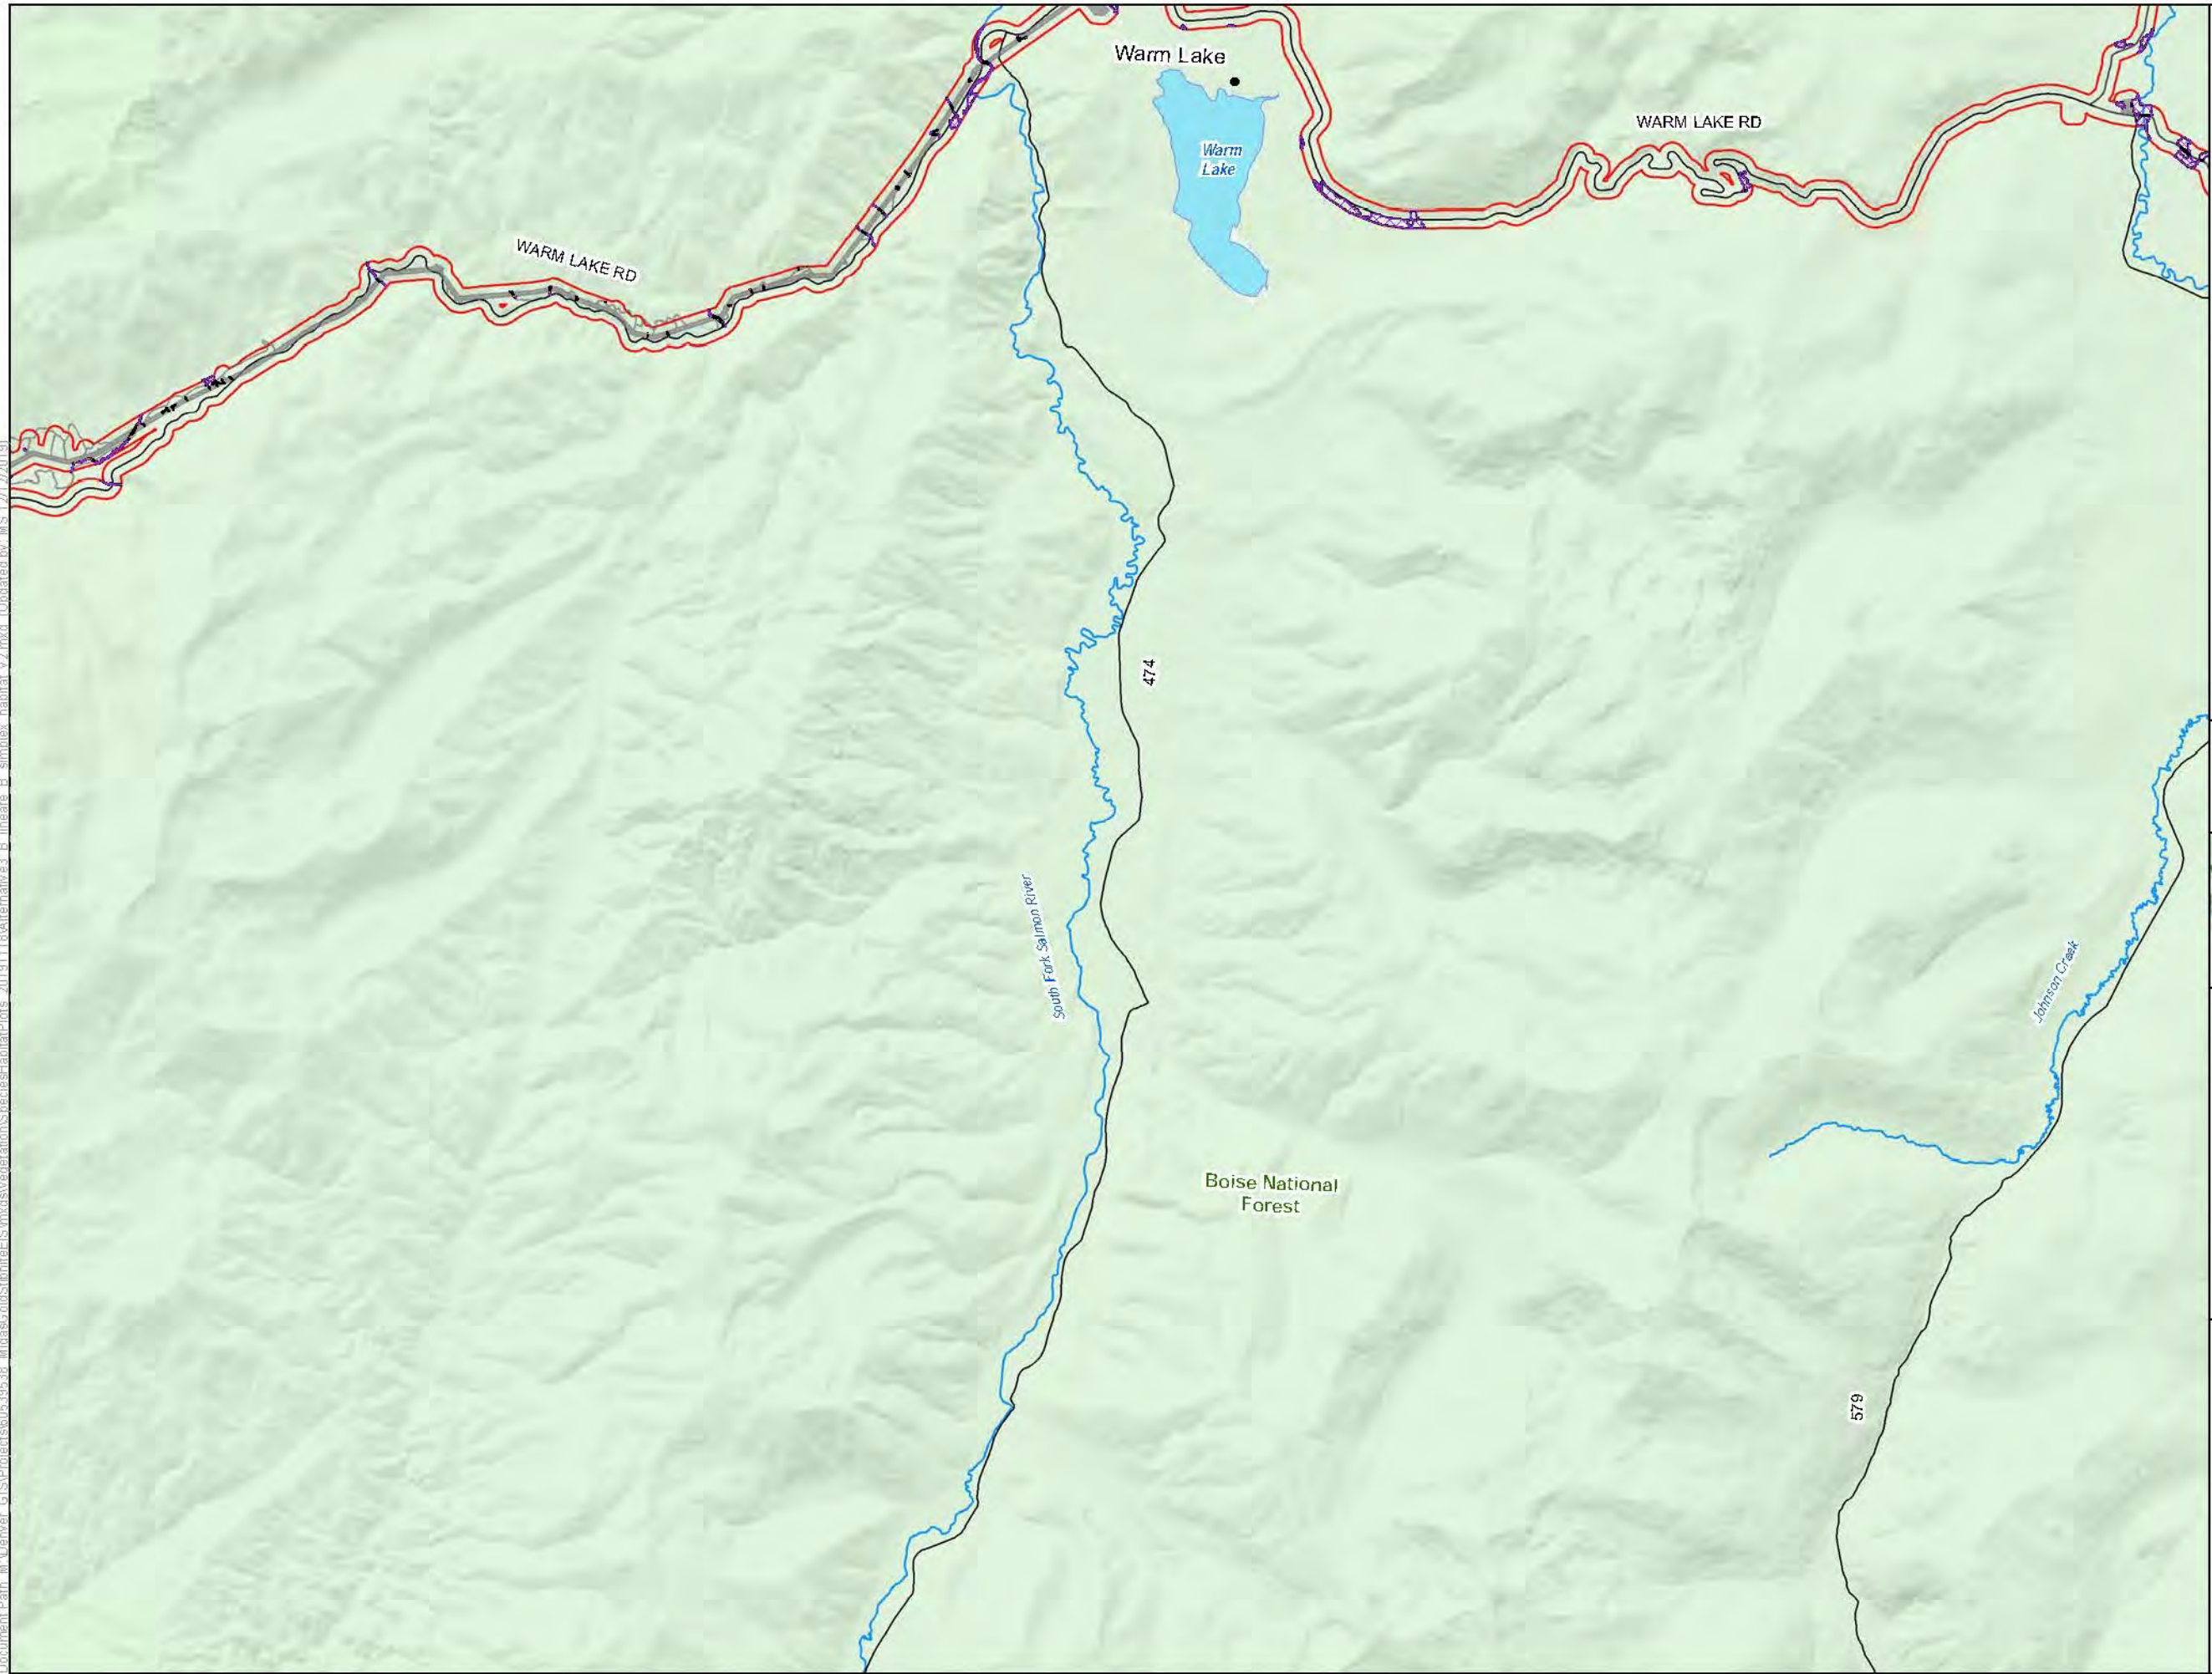 Warm Lake
WARM LAKE RD
Warm
Lake
WARM LAKE RD
474
South Fork Salmon River
Johnson Creek
Boise National
Forest
579